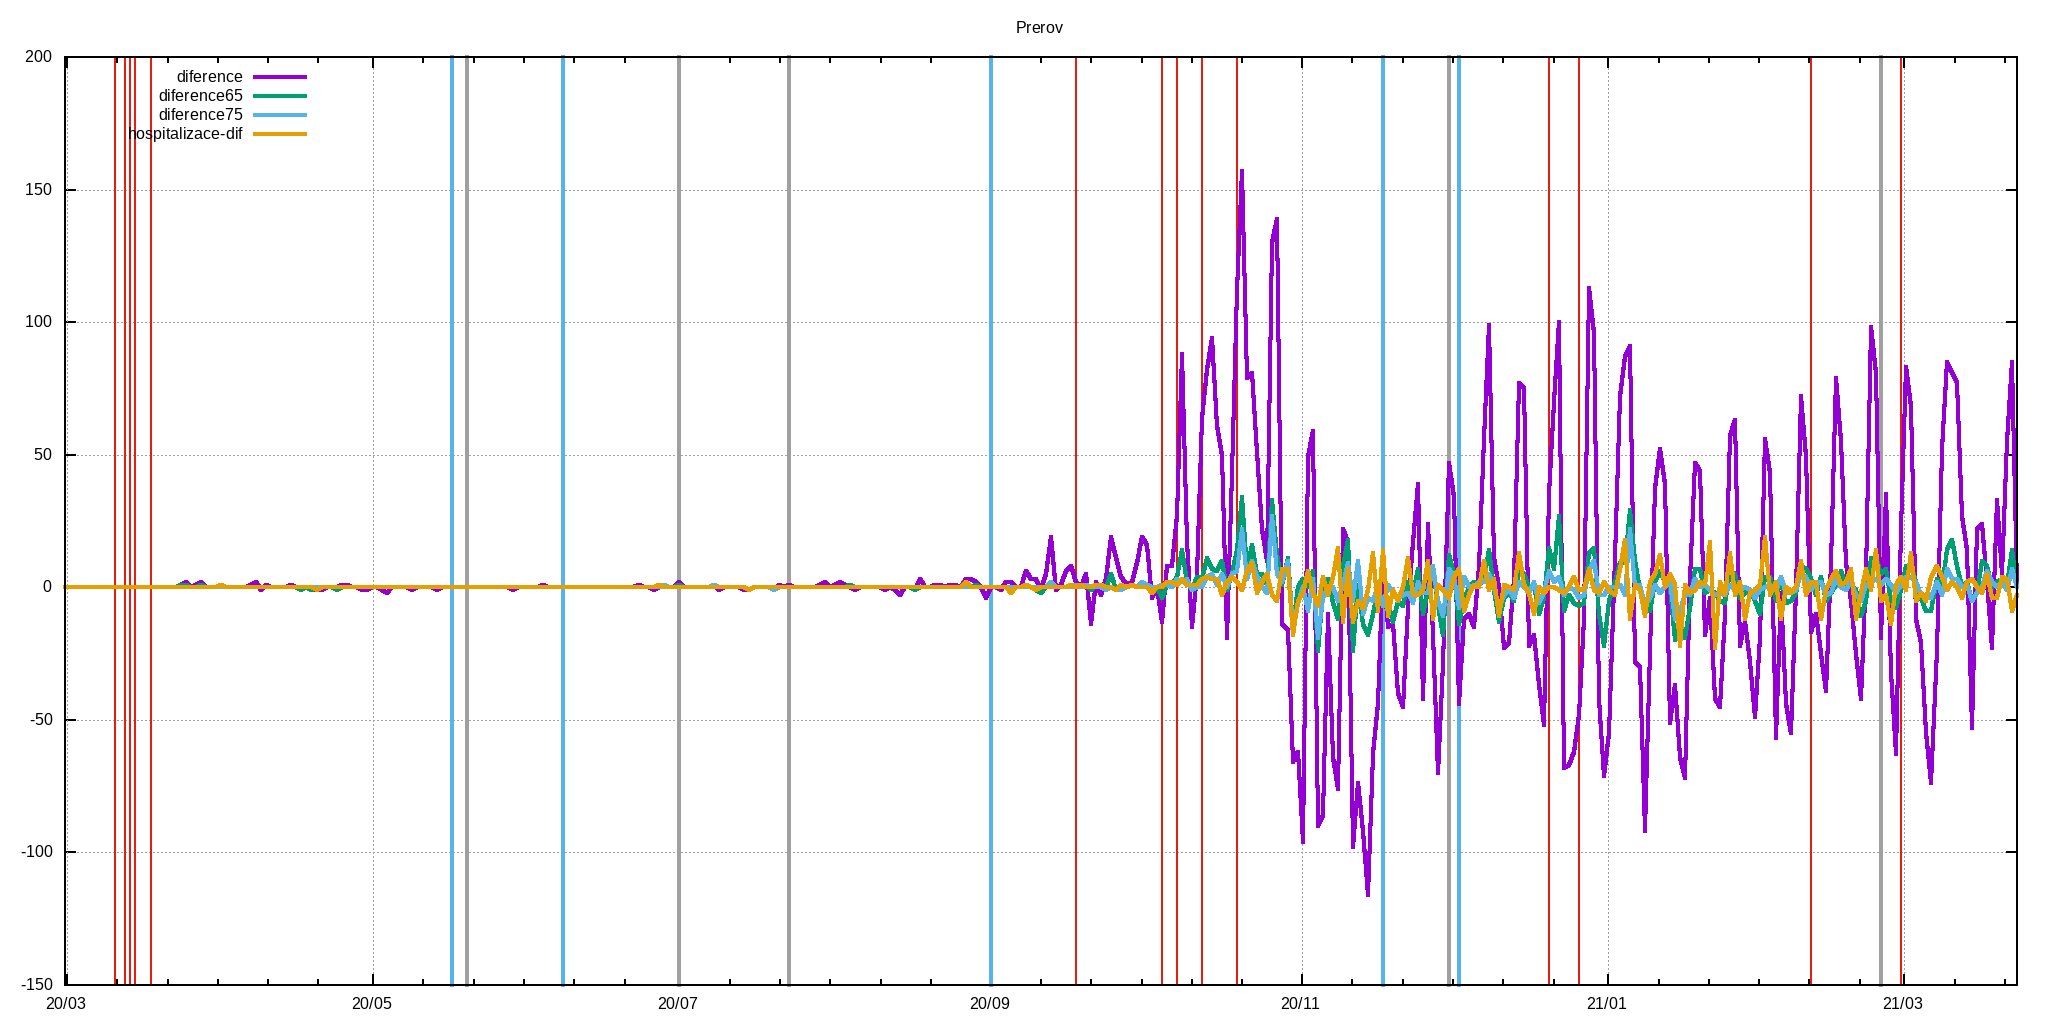 Prerov
200
diference
diference65
diference75
hospitalizace-dif
150
100
50
0
-50
-100
-150
20/03 20/05 20/07 20/09 20/11 21/01 21/03